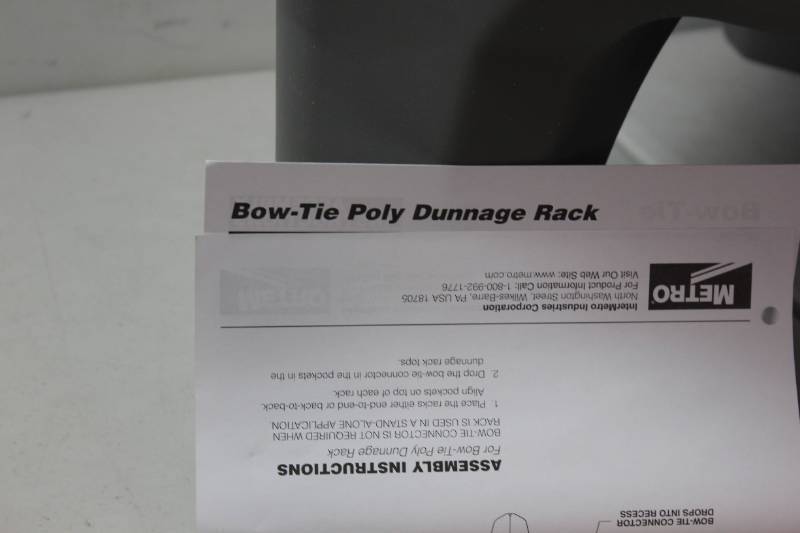 Bow-Tie Poly Dunnage Rack
ASSEMBLY INSTRUCTIONS
For Bow-Tie Poly Dunnage Rack
BOW-TIE CONNECTOR IS NOT REQUIRED WHEN
RACK IS USED IN A STAND-ALONE APPLICATION.
1. Place the racks either end-to-end or back-to-back.
Align pockets on top of each rack.
2. Drop the bow-tie connector in the pockets in the
dunnage rack tops.
BOW-TIE CONNECTOR
DROPS INTO RECESS
METRO
InterMetro Industries Corporation
North Washington Street, Wilkes-Barre, PA USA 18705
For Product Information Call: 1-800-992-1776
Visit Our Web Site: www.metro.com
Bow-Tie
METRO